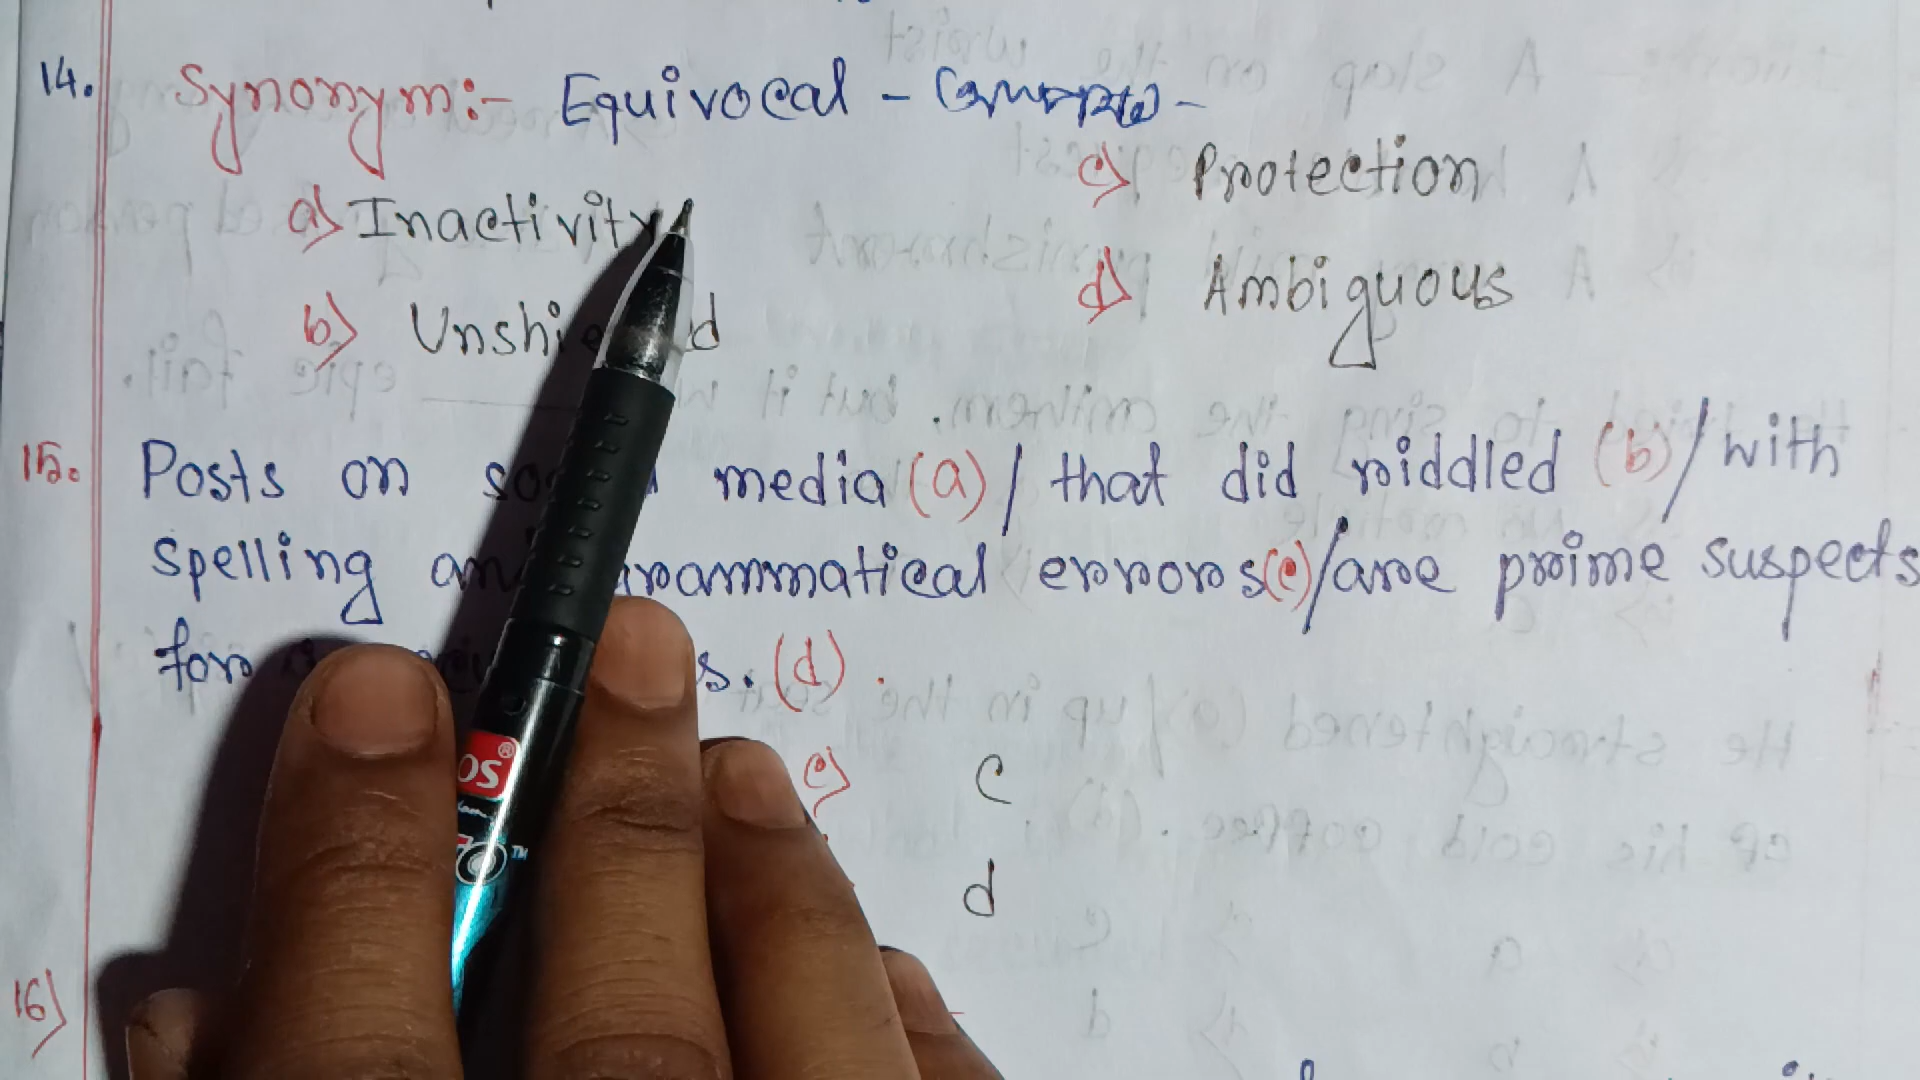 14. Synonym:- Equivocal -
a) Inactivity
b)
c) Protection
d) Ambiguous
15. Posts on media (a) / that did riddled (b) / with
spelling grammatical errors (c) / are prime suspects
for (d).
c) c
d
16)